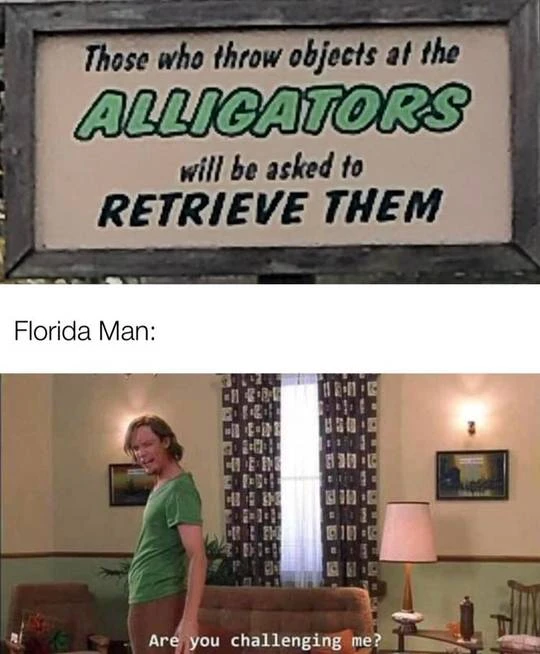 Those who throw objects at the
ALLIGATORS
will be asked to
RETRIEVE THEM
Florida Man:
Are you challenging me?